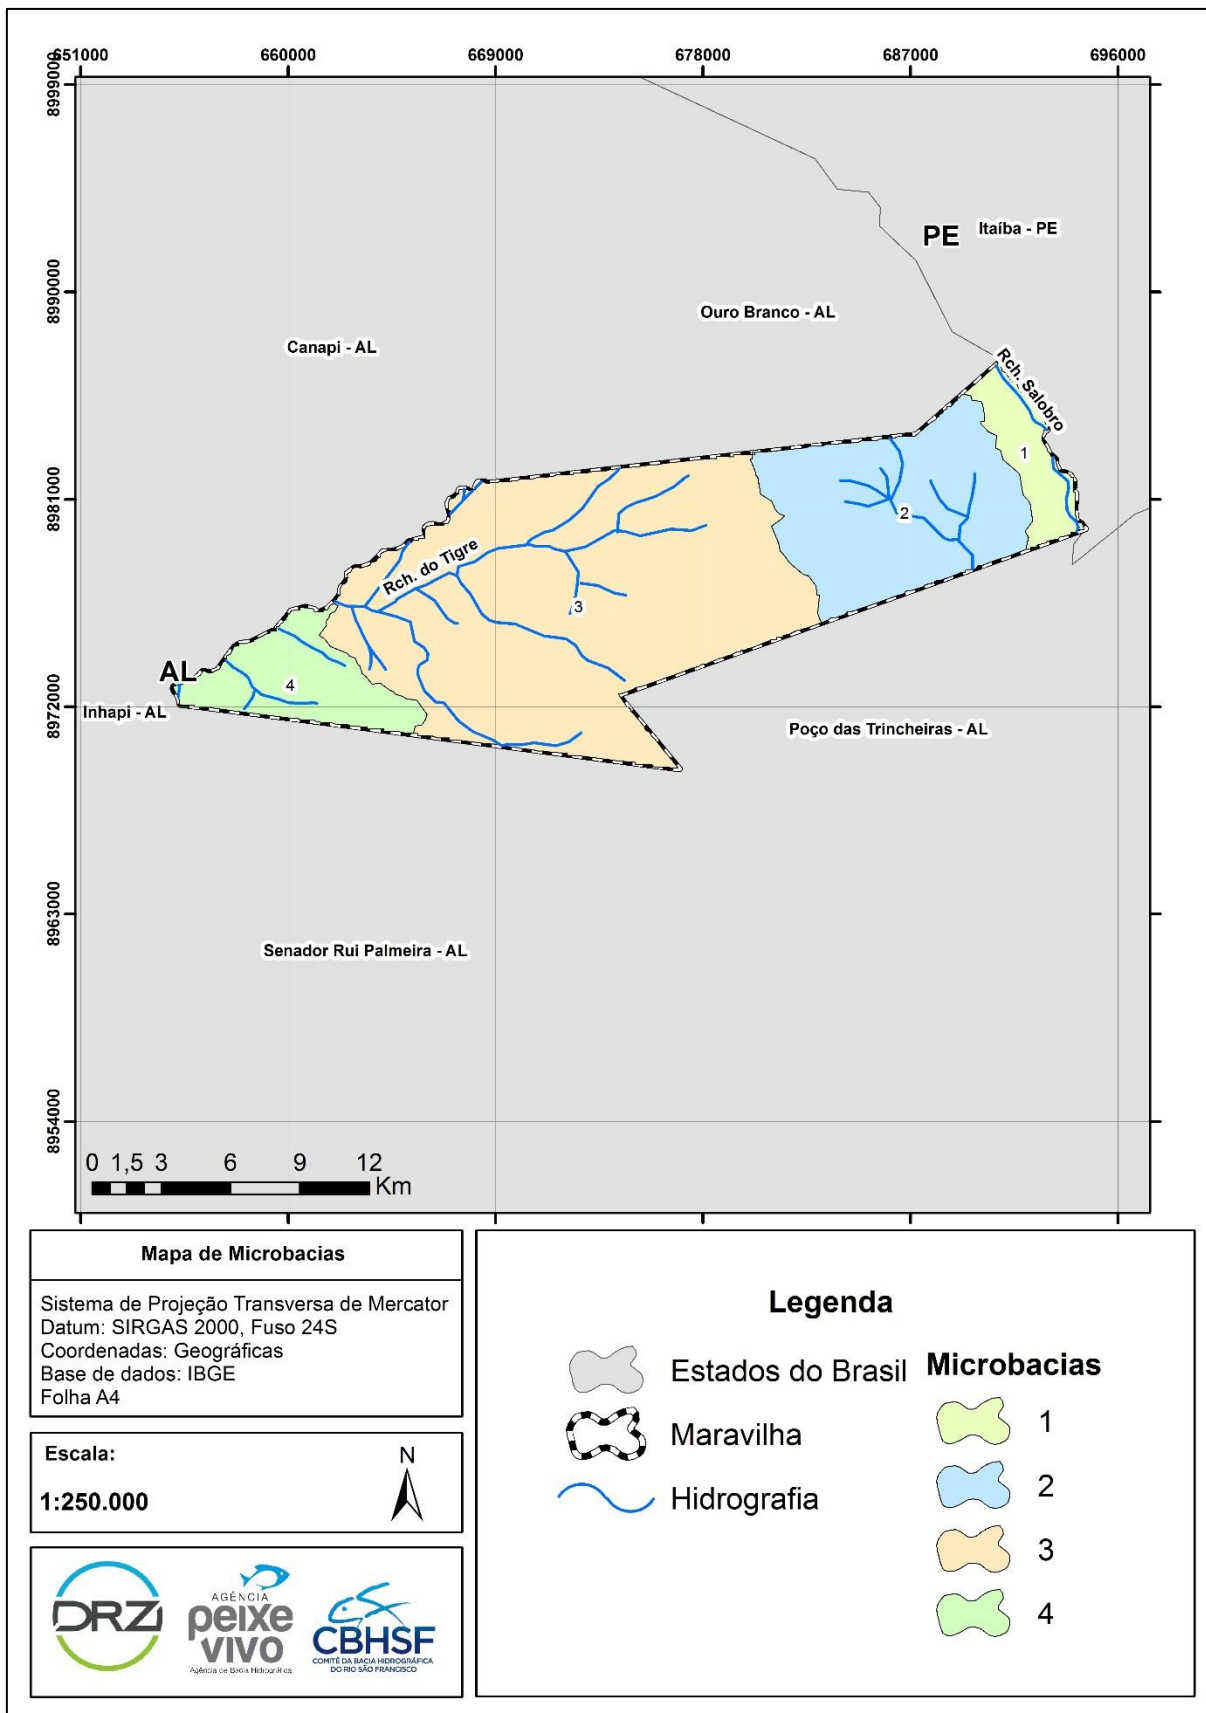 651000 660000 669000 678000 687000 696000
8999000
8990000
8981000
8972000
8963000
8954000
PE
Itaíba - PE
Ouro Branco - AL
Canapi - AL
Rch. Salobro
1
2
Rch. do Tigre
3
AL
4
Inhapi - AL
Poço das Trincheiras - AL
Senador Rui Palmeira - AL
0 1,5 3 6 9 12
Km
Mapa de Microbacias
Sistema de Projeção Transversa de Mercator
Datum: SIRGAS 2000, Fuso 24S
Coordenadas: Geográficas
Base de dados: IBGE
Folha A4
Escala:
1:250.000
N
DRZ
AGÊNCIA
peixe
vivo
Agência de Bacia Hidrográfica
CBHSF
COMITÊ DA BACIA HIDROGRÁFICA
DO RIO SÃO FRANCISCO
Legenda
Estados do Brasil
Maravilha
Hidrografia
Microbacias
1
2
3
4